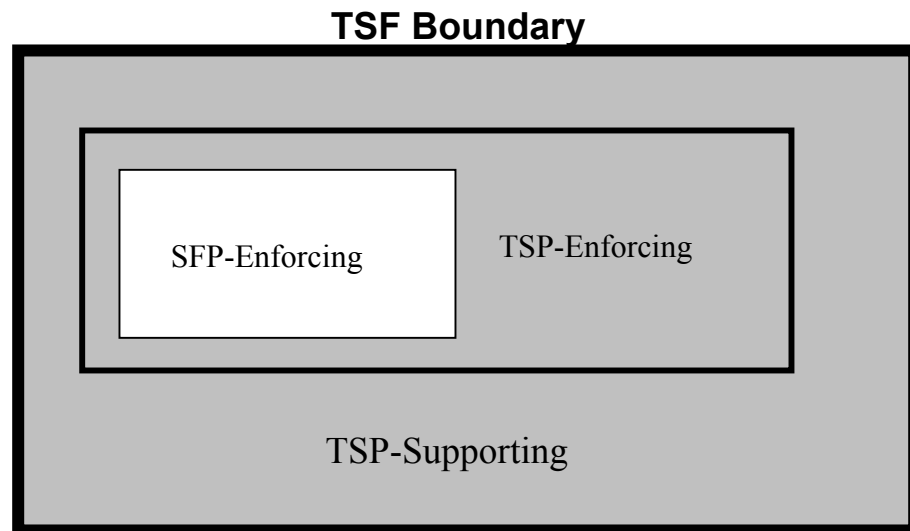 TSF Boundary
SFP-Enforcing
TSP-Enforcing
TSP-Supporting